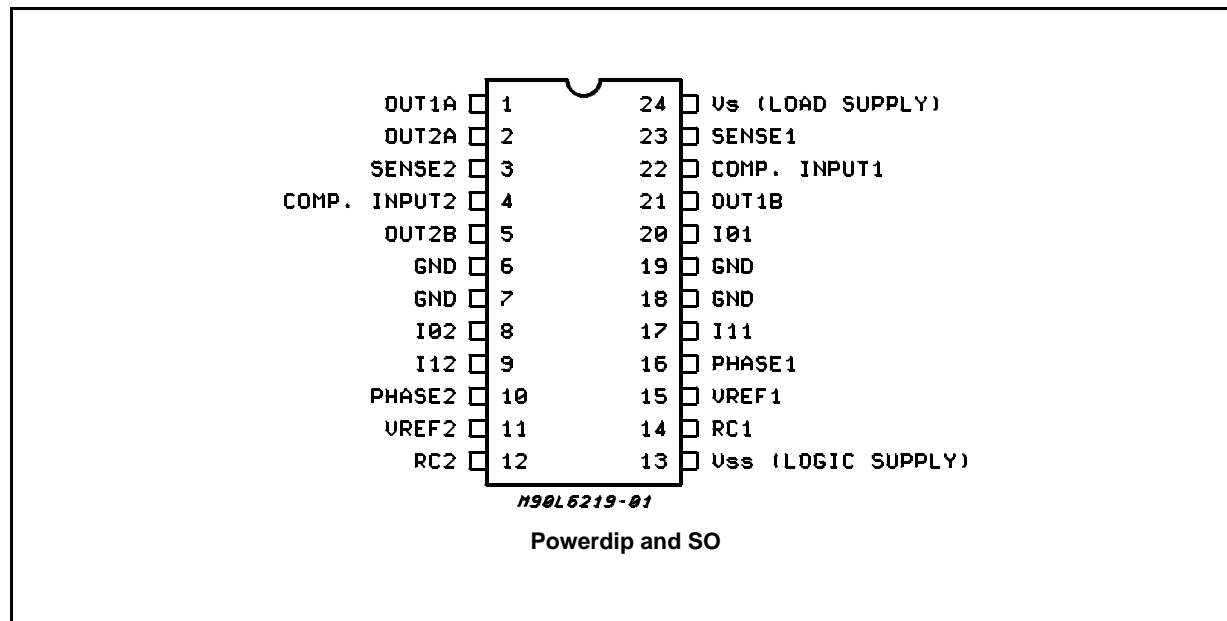 OUT1A 1 24 Vs (LOAD SUPPLY)
OUT2A 2 23 SENSE1
SENSE2 3 22 COMP. INPUT1
COMP. INPUT2 4 21 OUT1B
OUT2B 5 20 I01
GND 6 19 GND
GND 7 18 GND
I02 8 17 I11
I12 9 16 PHASE1
PHASE2 10 15 VREF1
VREF2 11 14 RC1
RC2 12 13 Vss (LOGIC SUPPLY)
M90L6219-01
Powerdip and SO